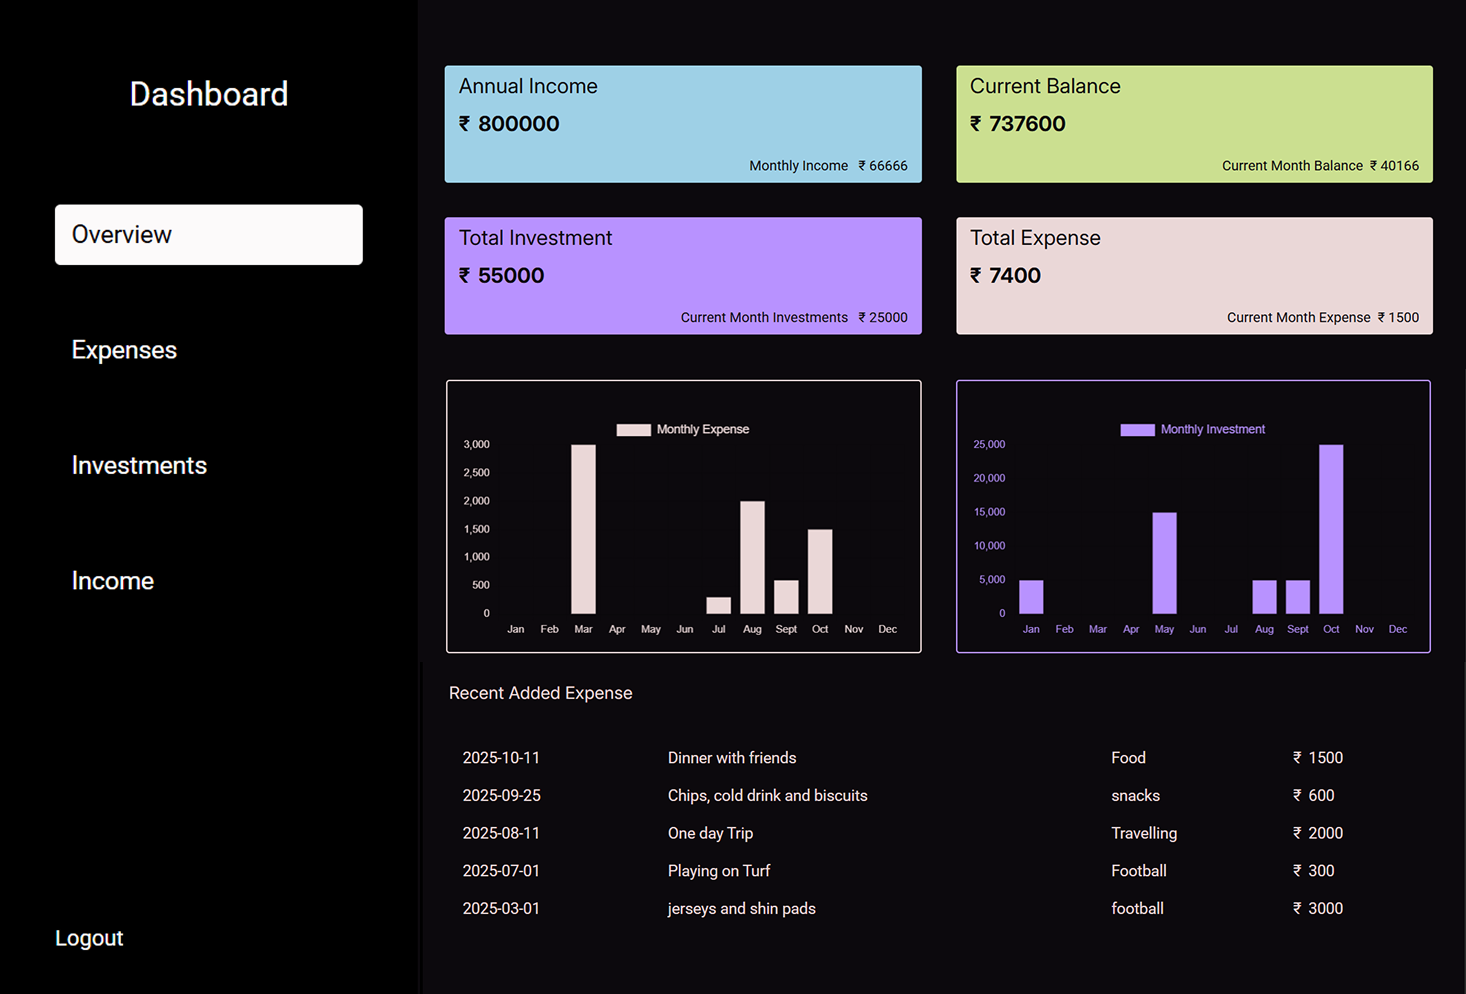 Dashboard
Overview
Expenses
Investments
Income
Logout
Annual Income
₹ 800000
Monthly Income ₹ 66666
Current Balance
₹ 737600
Current Month Balance ₹ 40166
Total Investment
₹ 55000
Current Month Investments ₹ 25000
Total Expense
₹ 7400
Current Month Expense ₹ 1500
Monthly Expense
3,000
2,500
2,000
1,500
1,000
500
0
Jan Feb Mar Apr May Jun Jul Aug Sept Oct Nov Dec
Monthly Investment
25,000
20,000
15,000
10,000
5,000
0
Jan Feb Mar Apr May Jun Jul Aug Sept Oct Nov Dec
Recent Added Expense
2025-10-11 Dinner with friends Food ₹ 1500
2025-09-25 Chips, cold drink and biscuits snacks ₹ 600
2025-08-11 One day Trip Travelling ₹ 2000
2025-07-01 Playing on Turf Football ₹ 300
2025-03-01 jerseys and shin pads football ₹ 3000